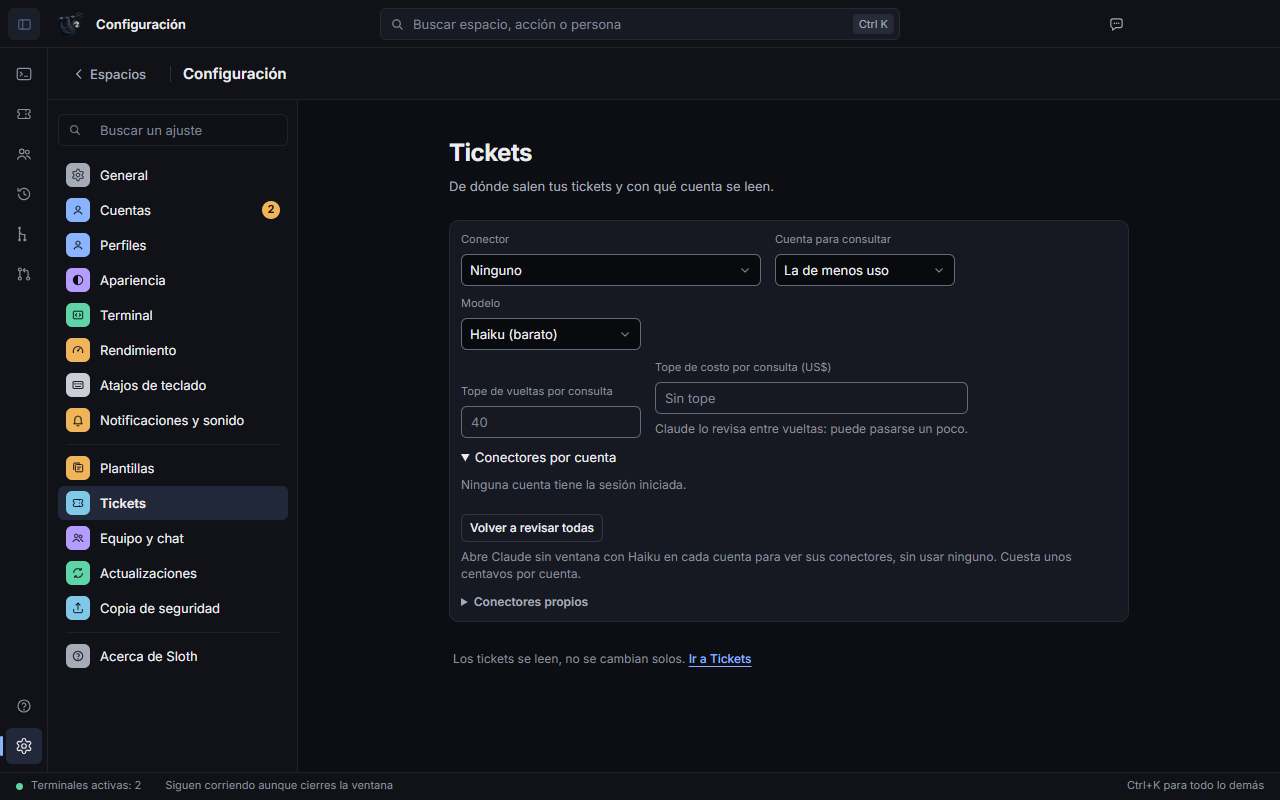 Configuración
Buscar espacio, acción o persona
Ctrl K
Espacios
Configuración
Buscar un ajuste
General
Cuentas
2
Perfiles
Apariencia
Terminal
Rendimiento
Atajos de teclado
Notificaciones y sonido
Plantillas
Tickets
Equipo y chat
Actualizaciones
Copia de seguridad
Acerca de Sloth
Tickets
De dónde salen tus tickets y con qué cuenta se leen.
Conector
Cuenta para consultar
Ninguno
La de menos uso
Modelo
Haiku (barato)
Tope de costo por consulta (US$)
Tope de vueltas por consulta
Sin tope
40
Claude lo revisa entre vueltas: puede pasarse un poco.
Conectores por cuenta
Ninguna cuenta tiene la sesión iniciada.
Volver a revisar todas
Abre Claude sin ventana con Haiku en cada cuenta para ver sus conectores, sin usar ninguno. Cuesta unos
centavos por cuenta.
Conectores propios
Los tickets se leen, no se cambian solos. Ir a Tickets
Terminales activas: 2
Siguen corriendo aunque cierres la ventana
Ctrl+K para todo lo demás